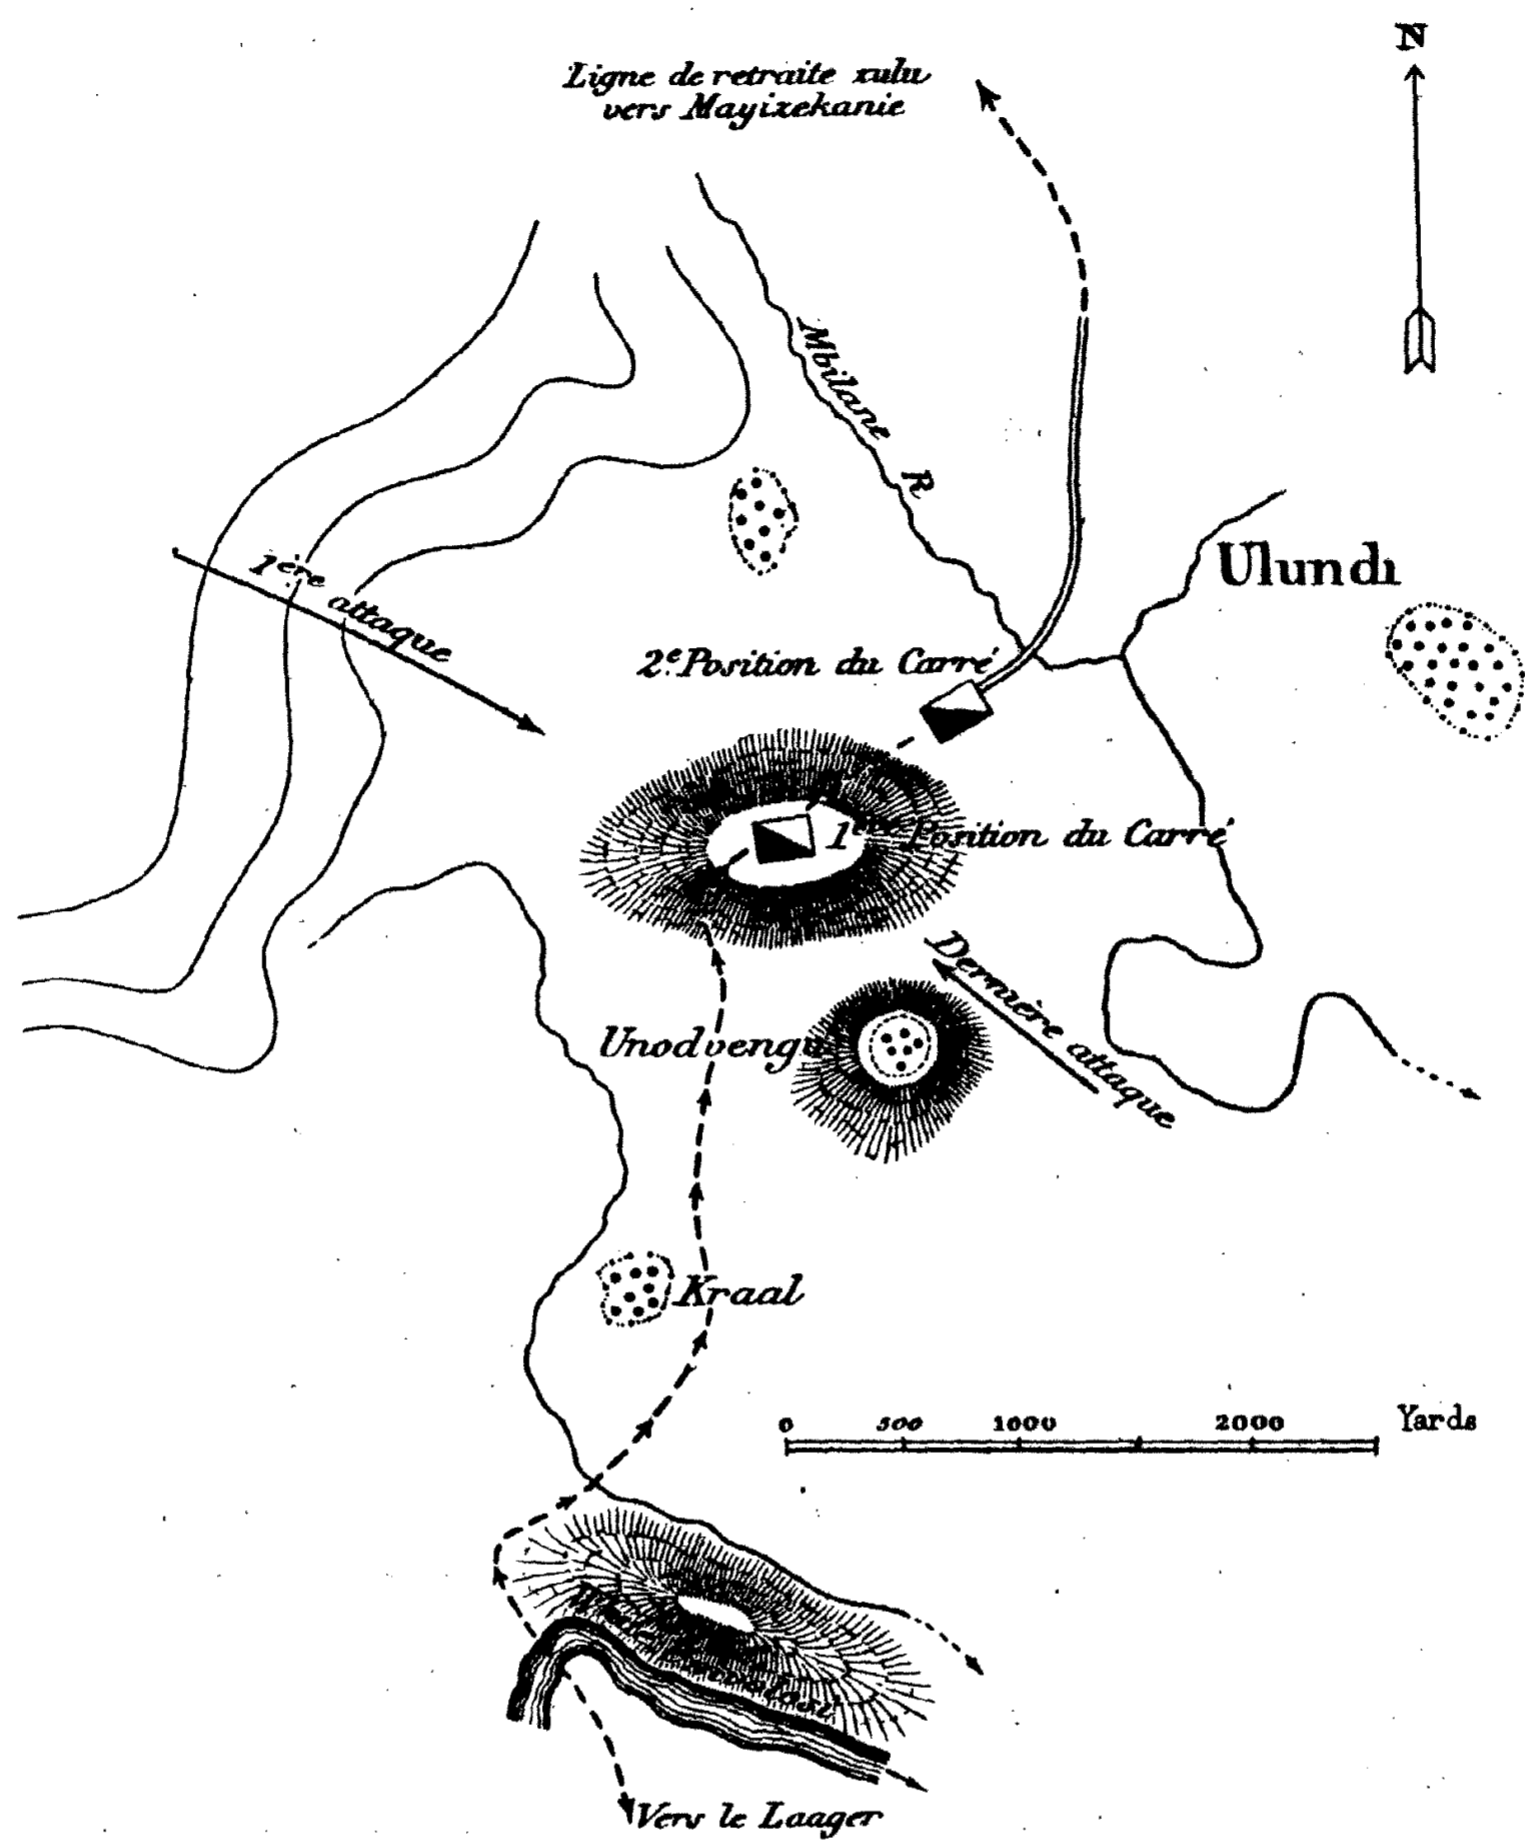 N
Ligne de retraite zulu
vers Mayizekanie
Mbilane R
Ulundi
1ère attaque
2e. Position du Carré
1ère Position du Carré
Dernière attaque
Unodwengu
Kraal
0 500 1000 2000 Yards
Vers le Laager